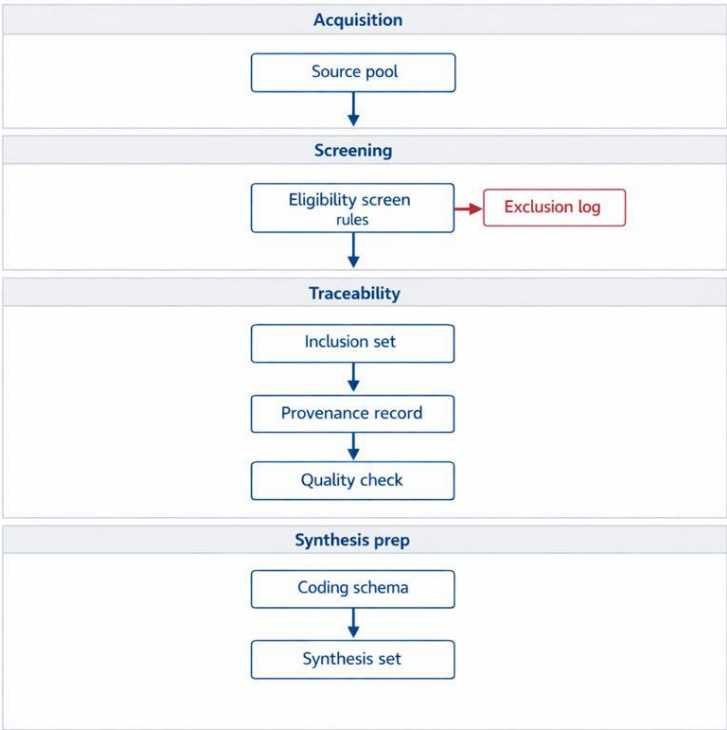 Acquisition
Source pool
Screening
Eligibility screen
rules
Exclusion log
Traceability
Inclusion set
Provenance record
Quality check
Synthesis prep
Coding schema
Synthesis set